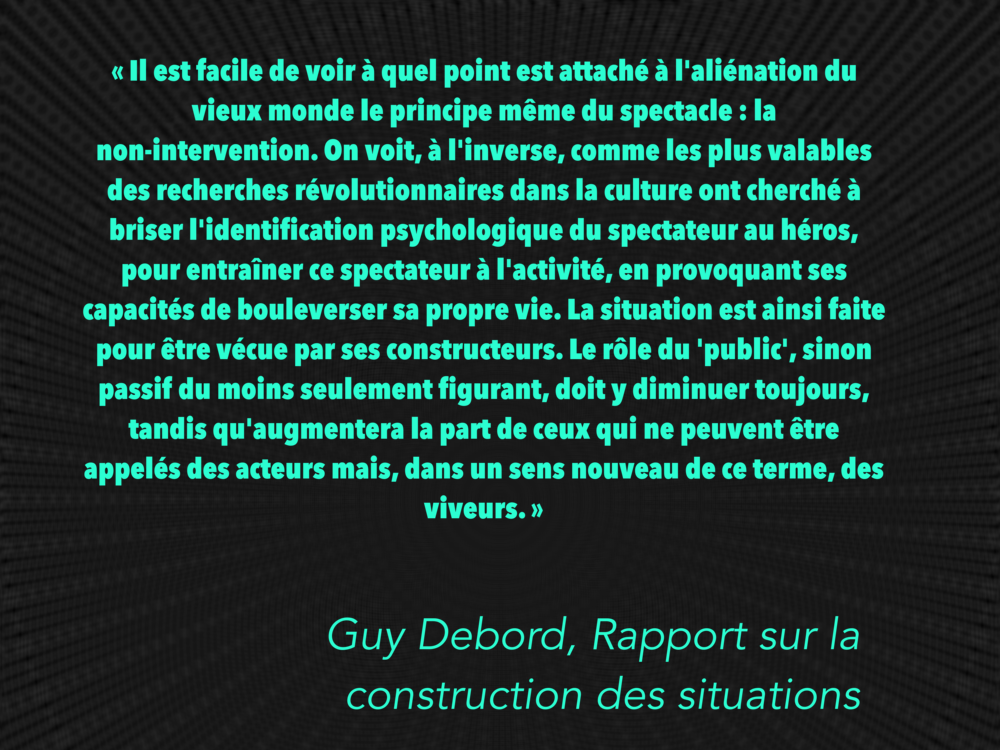 « Il est facile de voir à quel point est attaché à l'aliénation du
vieux monde le principe même du spectacle : la
non-intervention. On voit, à l'inverse, comme les plus valables
des recherches révolutionnaires dans la culture ont cherché à
briser l'identification psychologique du spectateur au héros,
pour entraîner ce spectateur à l'activité, en provoquant ses
capacités de bouleverser sa propre vie. La situation est ainsi faite
pour être vécue par ses constructeurs. Le rôle du 'public', sinon
passif du moins seulement figurant, doit y diminuer toujours,
tandis qu'augmentera la part de ceux qui ne peuvent être
appelés des acteurs mais, dans un sens nouveau de ce terme, des
viveurs. »
Guy Debord, Rapport sur la
construction des situations